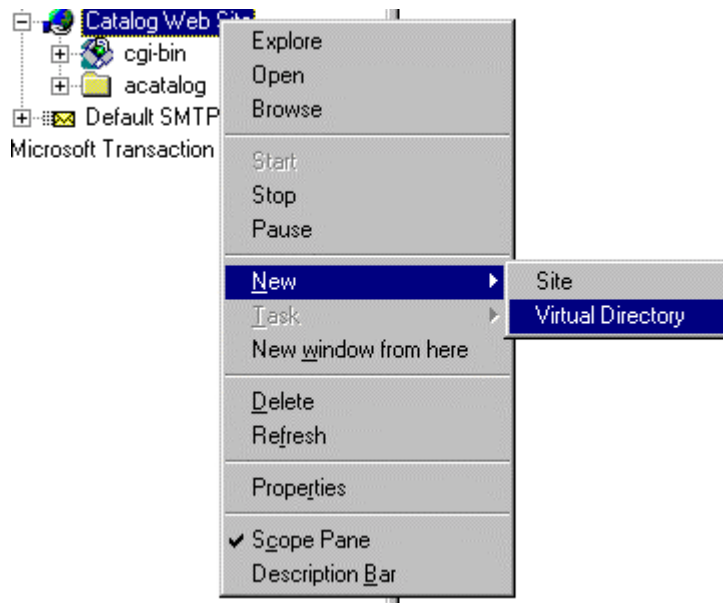 Catalog Web Site
cgi-bin
acatalog
Default SMTP
Microsoft Transaction
Explore
Open
Browse
Start
Stop
Pause
New
Task
New window from here
Delete
Refresh
Properties
Scope Pane
Description Bar
Site
Virtual Directory